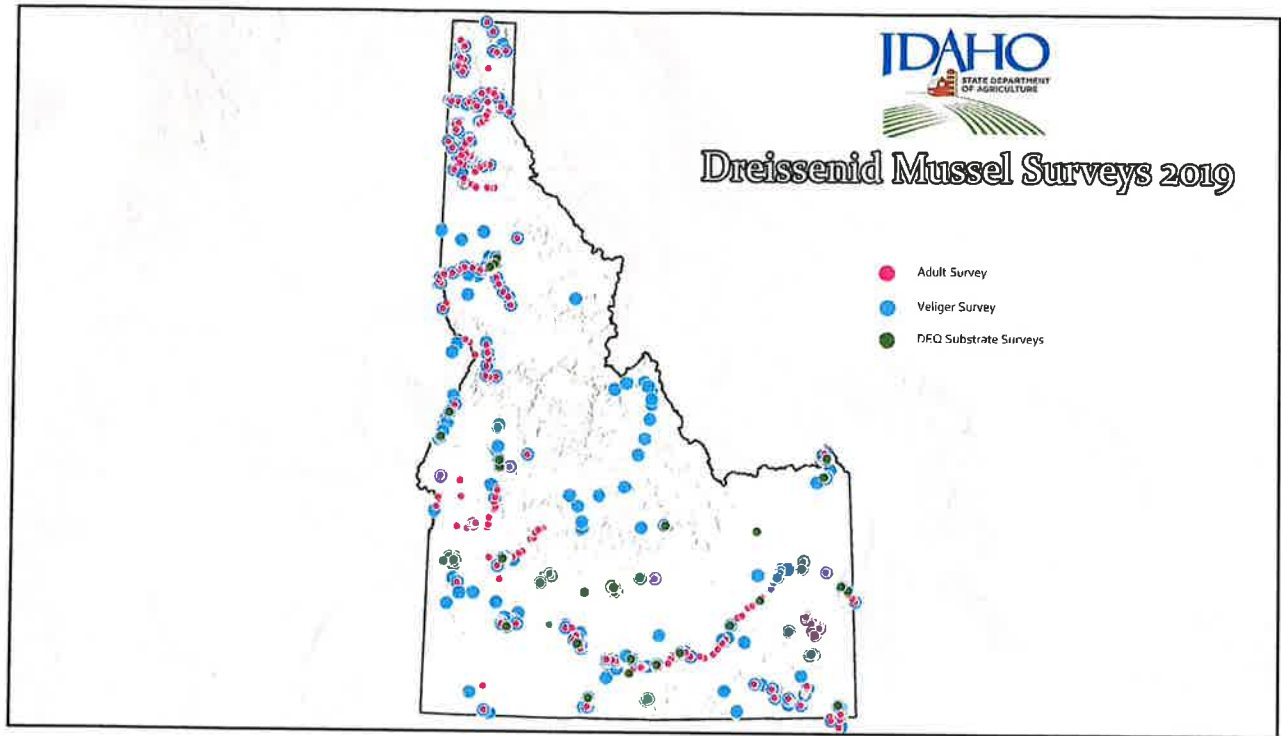 IDAHO
STATE DEPARTMENT
OF AGRICULTURE
Dreissenid Mussel Surveys 2019
Adult Survey
Veliger Survey
DEQ Substrate Surveys